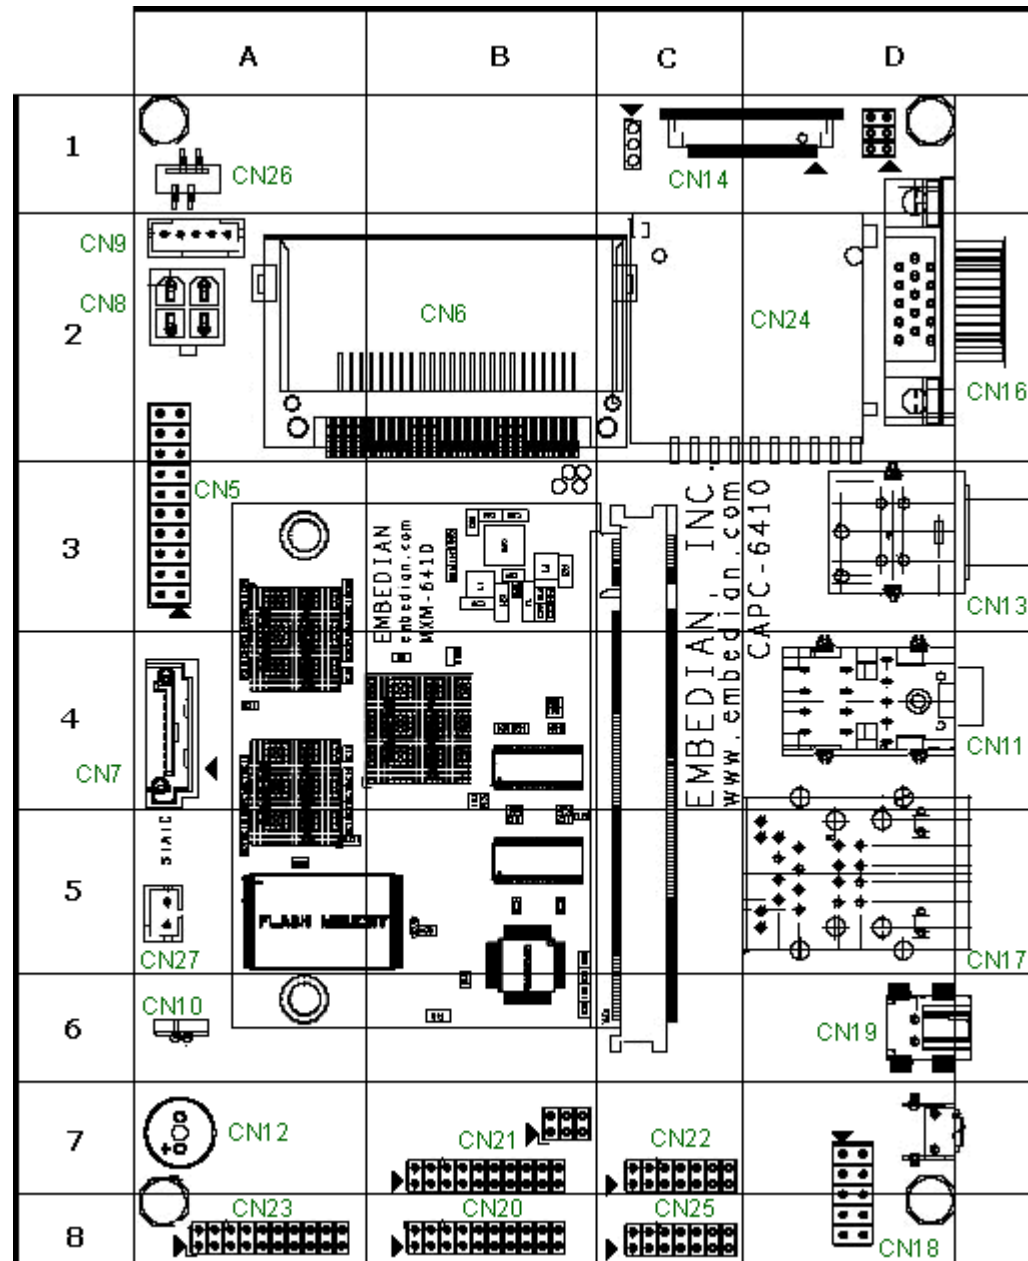 A B C D
1
CN26
CN14
CN9
CN8
2
CN6
CN24
CN16
CN5
3
EMBEDIAN
embedian.com
MXM-6410
EMBEDIAN, INC.
www.embedian.com
CAPC-6410
CN13
4
CN7
CN11
5
FLASH MEMORY
CN27
CN17
CN10
6
CN19
7
CN12
CN21
CN22
8
CN23
CN20
CN25
CN18